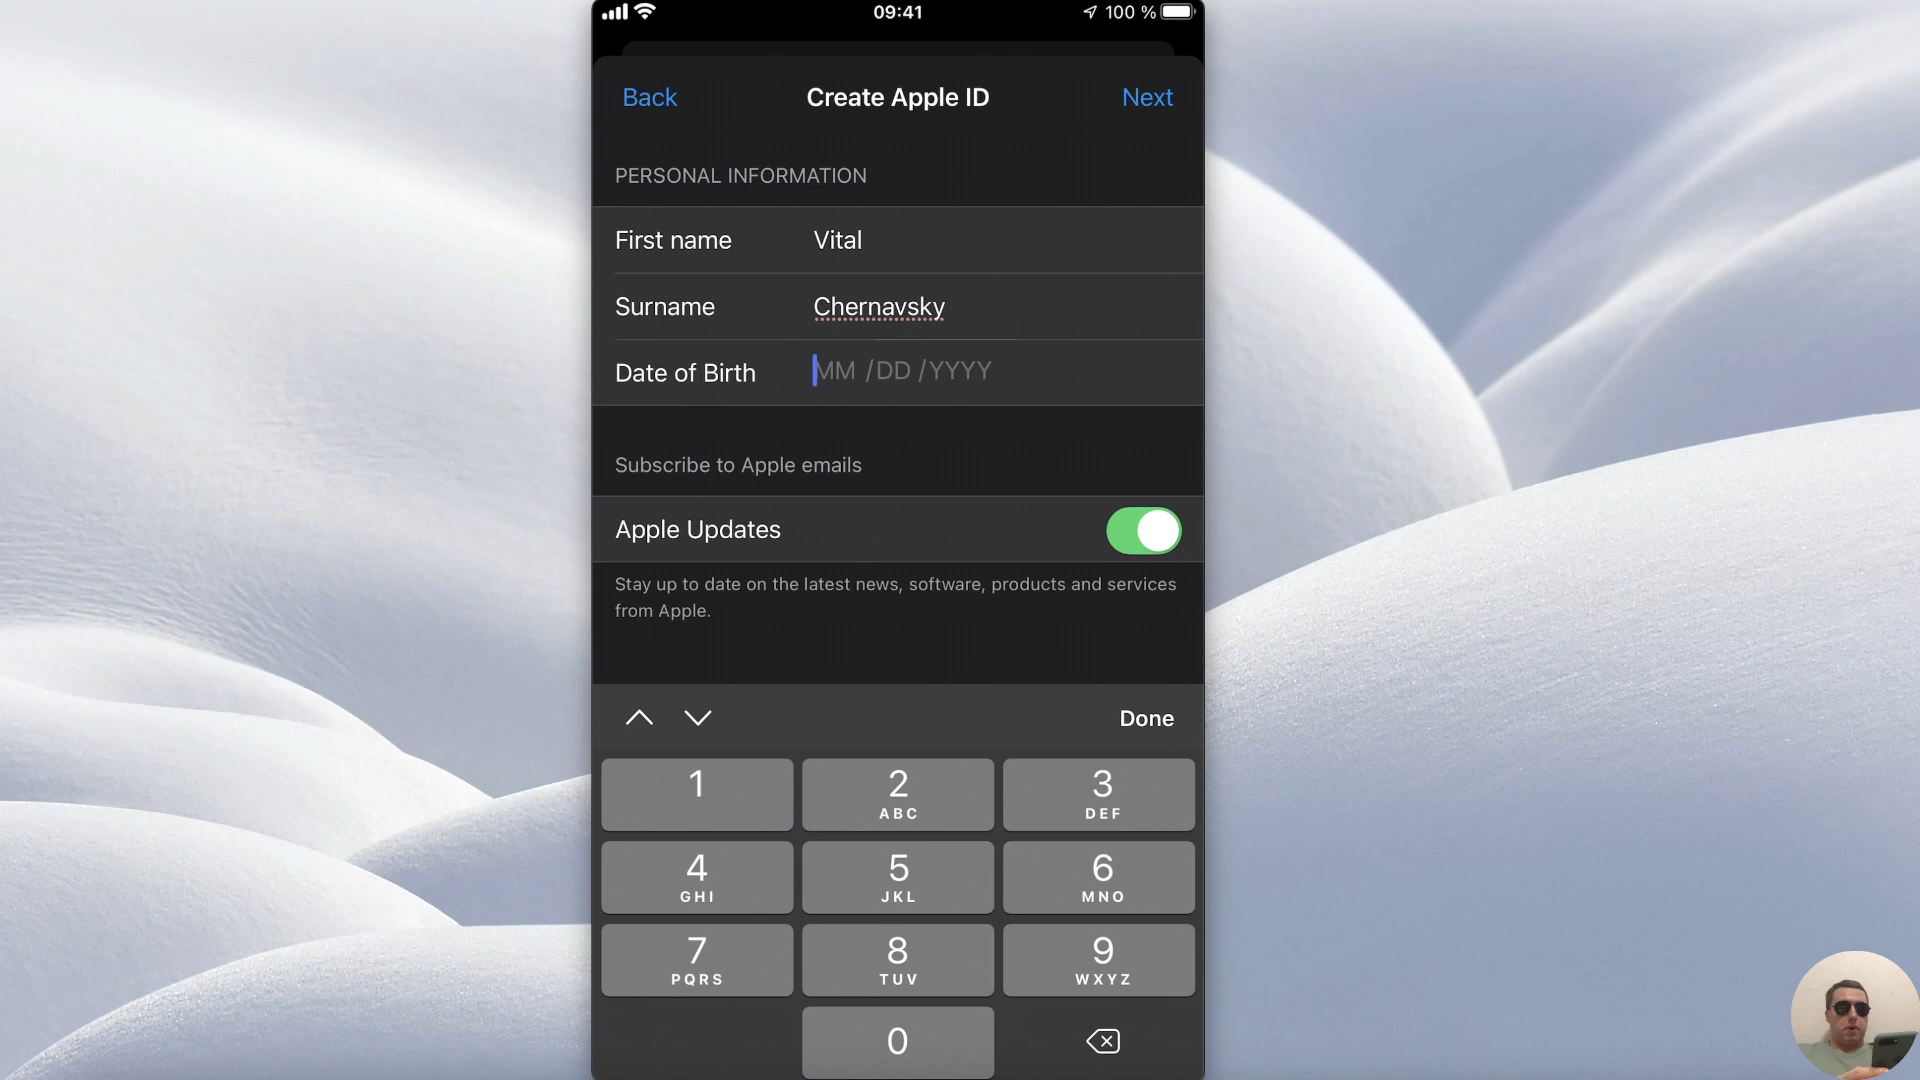 09:41
100 %
Back
Create Apple ID
Next
PERSONAL INFORMATION
First name Vital
Surname Chernavsky
Date of Birth MM /DD /YYYY
Subscribe to Apple emails
Apple Updates
Stay up to date on the latest news, software, products and services
from Apple.
Done
1
2
ABC
3
DEF
4
GHI
5
JKL
6
MNO
7
PQRS
8
TUV
9
WXYZ
0